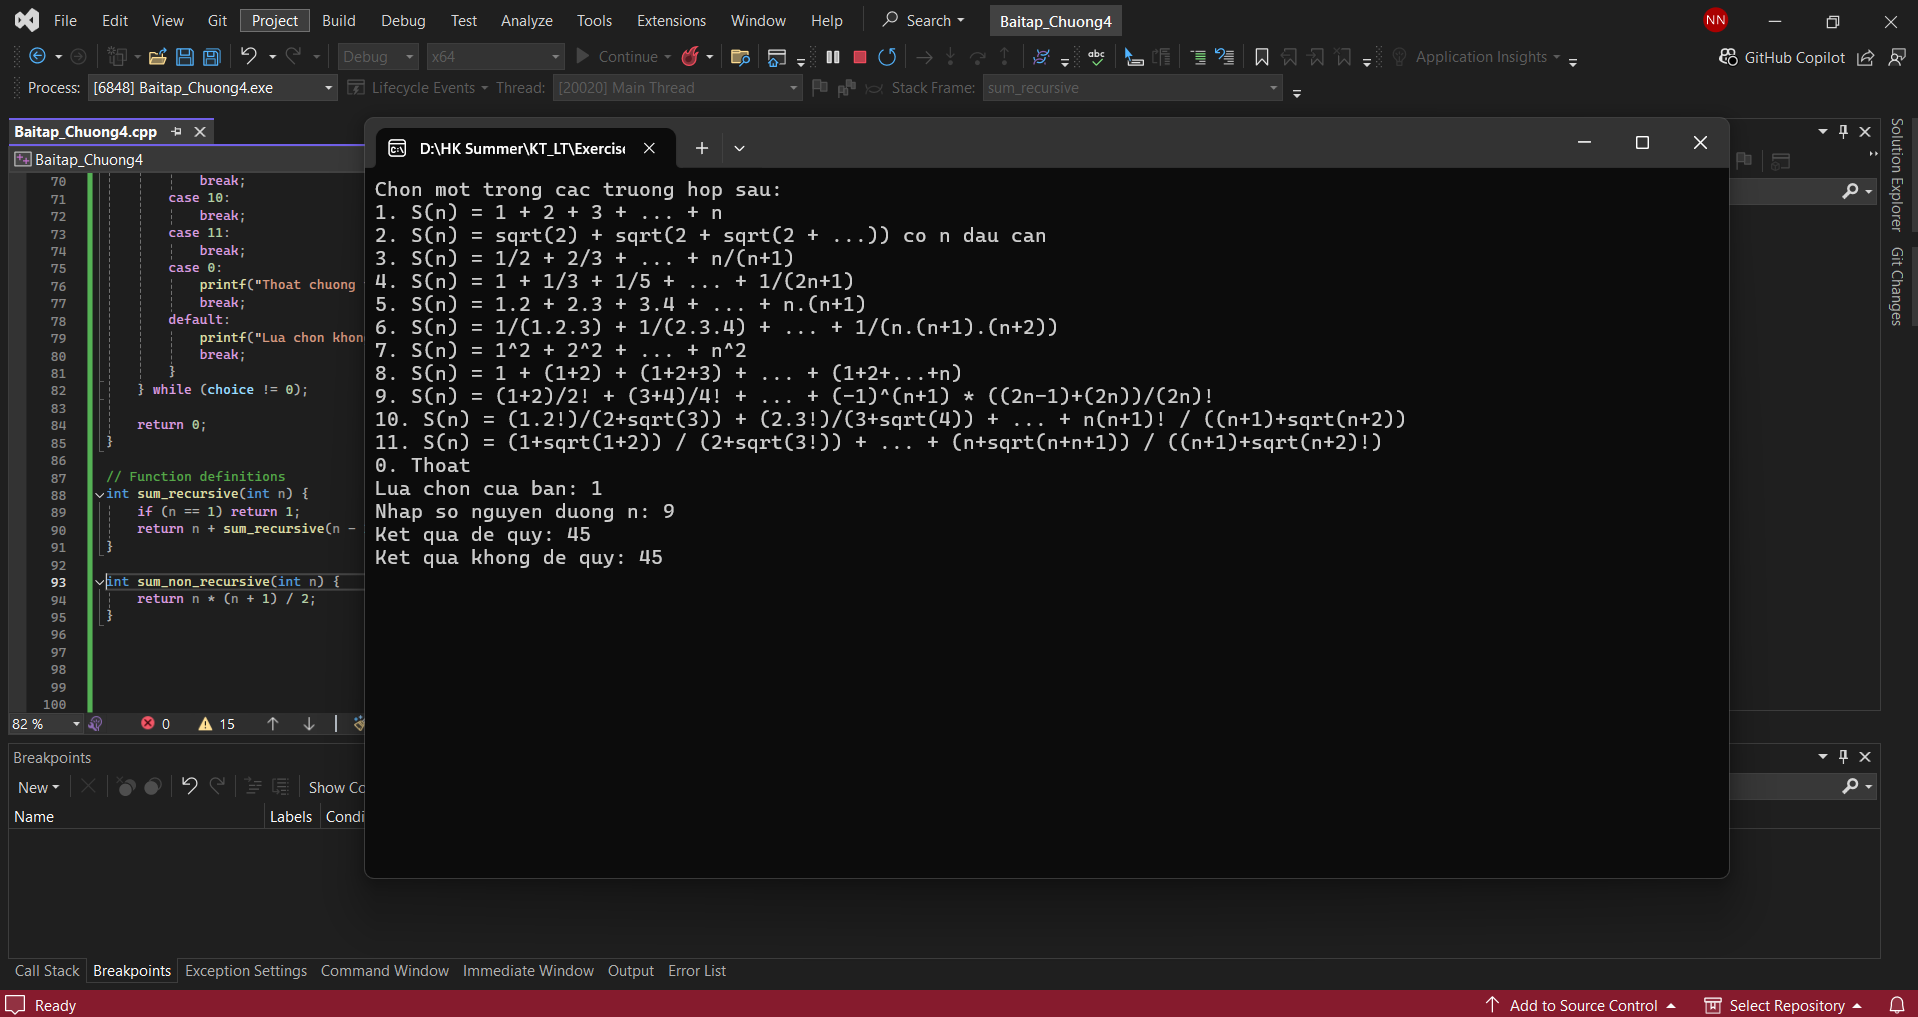 File Edit View Git Project Build Debug Test Analyze Tools Extensions Window Help Search Baitap_Chuong4 NN
Debug x64 Continue abc Application Insights GitHub Copilot
Process: [6848] Baitap_Chuong4.exe Lifecycle Events Thread: [20020] Main Thread Stack Frame: sum_recursive
Baitap_Chuong4.cpp
Baitap_Chuong4
70 break;
71 case 10:
72 break;
73 case 11:
74 break;
75 case 0:
76 printf("Thoat chuong
77 break;
78 default:
79 printf("Lua chon khon
80 break;
81 }
82 } while (choice != 0);
83
84 return 0;
85 }
86
87 // Function definitions
88 int sum_recursive(int n) {
89 if (n == 1) return 1;
90 return n + sum_recursive(n -
91 }
92
93 int sum_non_recursive(int n) {
94 return n * (n + 1) / 2;
95 }
96
97
98
99
100
82 % 0 15
D:\HK Summer\KT_LT\Exercise
Chon mot trong cac truong hop sau:
1. S(n) = 1 + 2 + 3 + ... + n
2. S(n) = sqrt(2) + sqrt(2 + sqrt(2 + ...)) co n dau can
3. S(n) = 1/2 + 2/3 + ... + n/(n+1)
4. S(n) = 1 + 1/3 + 1/5 + ... + 1/(2n+1)
5. S(n) = 1.2 + 2.3 + 3.4 + ... + n.(n+1)
6. S(n) = 1/(1.2.3) + 1/(2.3.4) + ... + 1/(n.(n+1).(n+2))
7. S(n) = 1^2 + 2^2 + ... + n^2
8. S(n) = 1 + (1+2) + (1+2+3) + ... + (1+2+...+n)
9. S(n) = (1+2)/2! + (3+4)/4! + ... + (-1)^(n+1) * ((2n-1)+(2n))/(2n)!
10. S(n) = (1.2!)/(2+sqrt(3)) + (2.3!)/(3+sqrt(4)) + ... + n(n+1)! / ((n+1)+sqrt(n+2))
11. S(n) = (1+sqrt(1+2)) / (2+sqrt(3!)) + ... + (n+sqrt(n+n+1)) / ((n+1)+sqrt(n+2)!)
0. Thoat
Lua chon cua ban: 1
Nhap so nguyen duong n: 9
Ket qua de quy: 45
Ket qua khong de quy: 45
Solution Explorer
Git Changes
Breakpoints
New Show Co
Name Labels Condi
Call Stack Breakpoints Exception Settings Command Window Immediate Window Output Error List
Ready Add to Source Control Select Repository